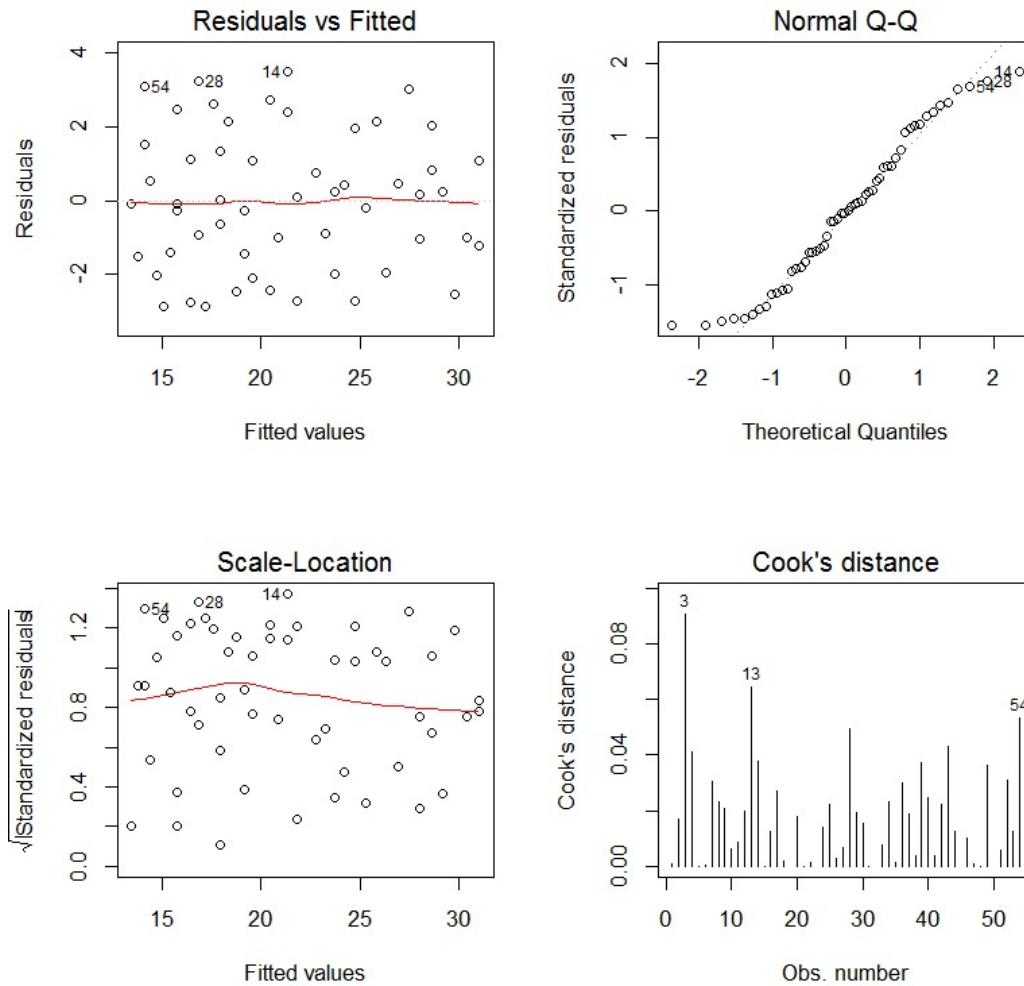 Residuals vs Fitted
Residuals
4
2
0
-2
54
28
14
15 20 25 30
Fitted values
Normal Q-Q
Standardized residuals
2
1
0
-1
14
28
54
-2 -1 0 1 2
Theoretical Quantiles
Scale-Location
√|Standardized residuals|
1.2
0.8
0.4
0.0
54
28
14
15 20 25 30
Fitted values
Cook's distance
Cook's distance
0.08
0.04
0.00
3
13
54
0 10 20 30 40 50
Obs. number